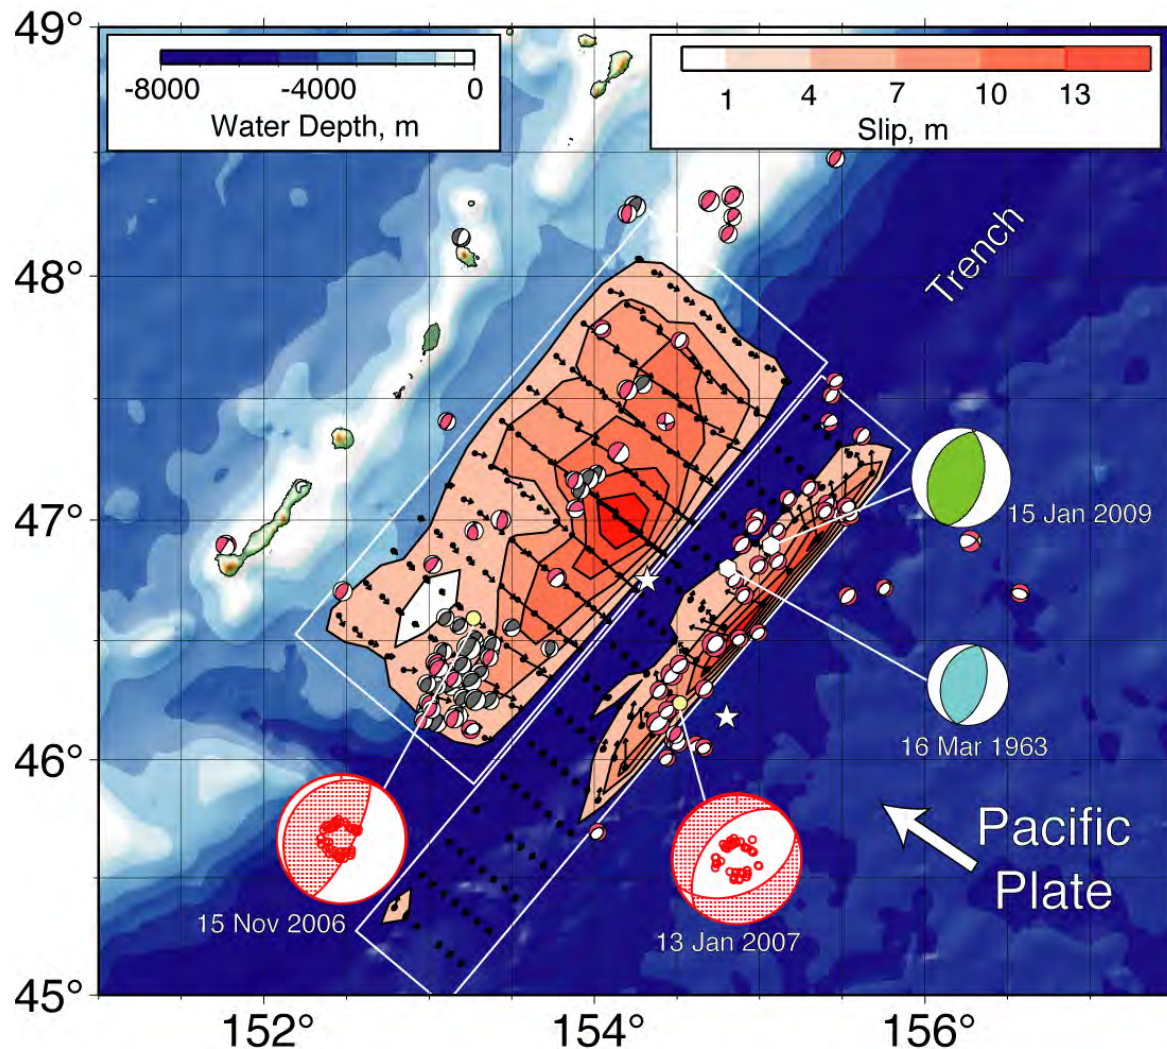 49°
48°
47°
46°
45°
-8000 -4000 0
Water Depth, m
1 4 7 10 13
Slip, m
Trench
15 Jan 2009
16 Mar 1963
Pacific
Plate
15 Nov 2006
13 Jan 2007
152° 154° 156°